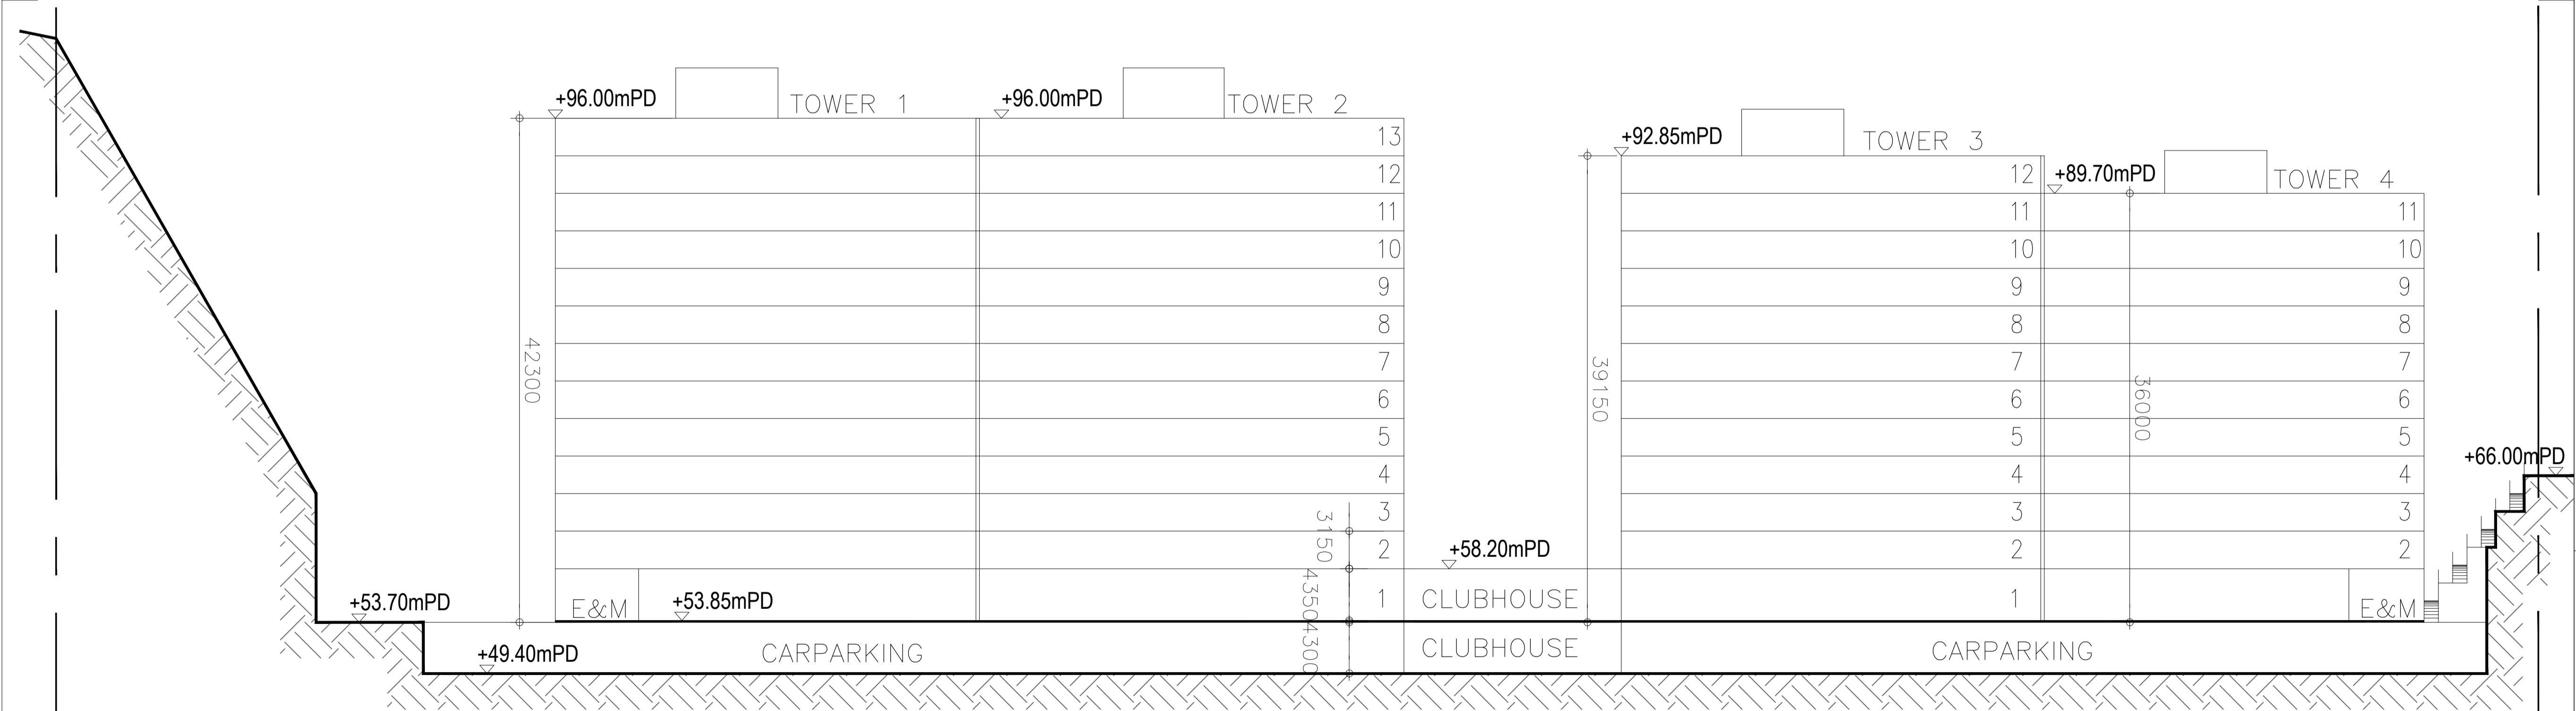 +96.00mPD
TOWER 1
+96.00mPD
TOWER 2
+92.85mPD
TOWER 3
+89.70mPD
TOWER 4
42300
13
12
11
10
9
8
7
6
5
4
3
2
1
3150
4350
4300
39150
12
11
10
9
8
7
6
5
4
3
2
1
36000
11
10
9
8
7
6
5
4
3
2
+66.00mPD
+58.20mPD
E&M
+53.85mPD
CLUBHOUSE
E&M
+53.70mPD
+49.40mPD
CARPARKING
CLUBHOUSE
CARPARKING